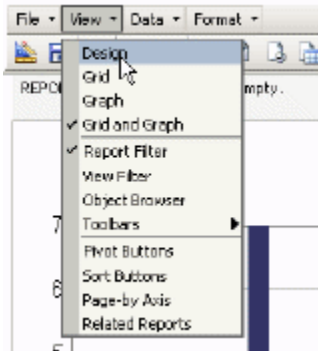 File View Data Format
Design
REPO mpty.
Grid
Graph
Grid and Graph
Report Filter
View Filter
Object Browser
7 Toolbars
Pivot Buttons
Sort Buttons
6 Page-by Axis
Related Reports
5